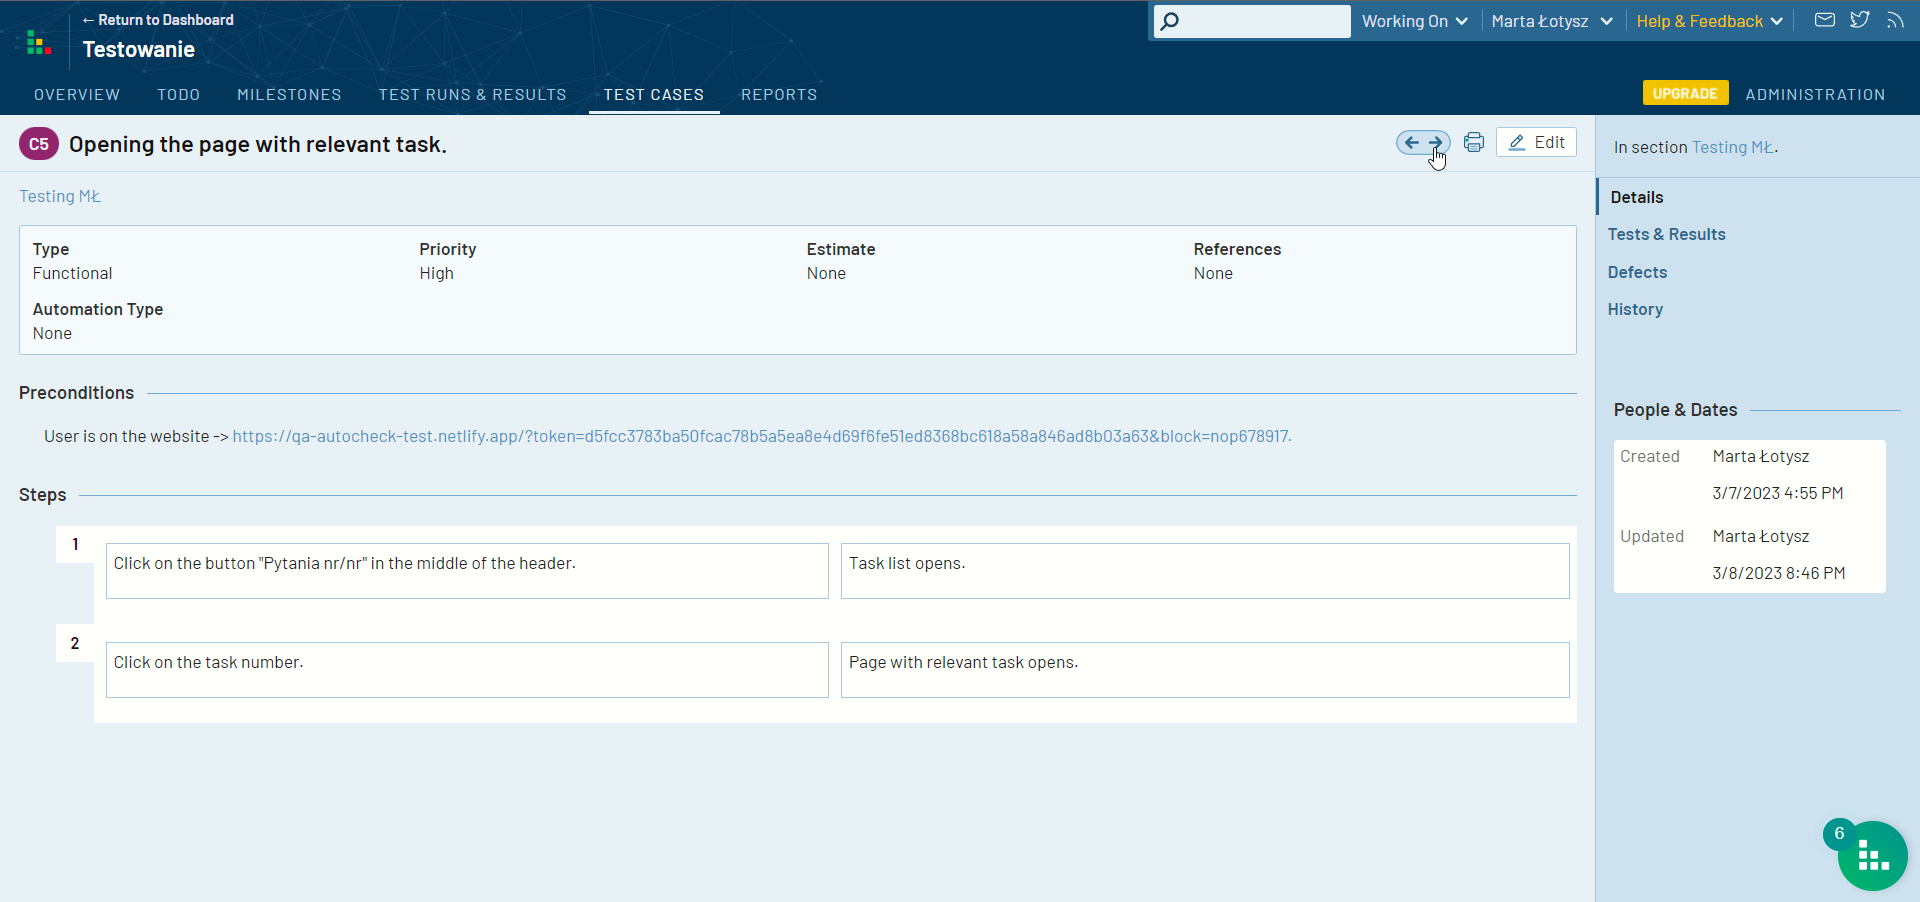 ← Return to Dashboard
Testowanie
Working On
Marta Łotysz
Help & Feedback
OVERVIEW
TODO
MILESTONES
TEST RUNS & RESULTS
TEST CASES
REPORTS
UPGRADE
ADMINISTRATION
C5
Opening the page with relevant task.
Edit
Testing MŁ
Type
Functional
Priority
High
Estimate
None
References
None
Automation Type
None
Preconditions
User is on the website -> https://qa-autocheck-test.netlify.app/?token=d5fcc3783ba50fcac78b5a5ea8e4d69f6fe51ed8368bc618a58a846ad8b03a63&block=nop678917.
Steps
1
Click on the button "Pytania nr/nr" in the middle of the header.
Task list opens.
2
Click on the task number.
Page with relevant task opens.
In section Testing MŁ.
Details
Tests & Results
Defects
History
People & Dates
Created
Marta Łotysz
3/7/2023 4:55 PM
Updated
Marta Łotysz
3/8/2023 8:46 PM
6